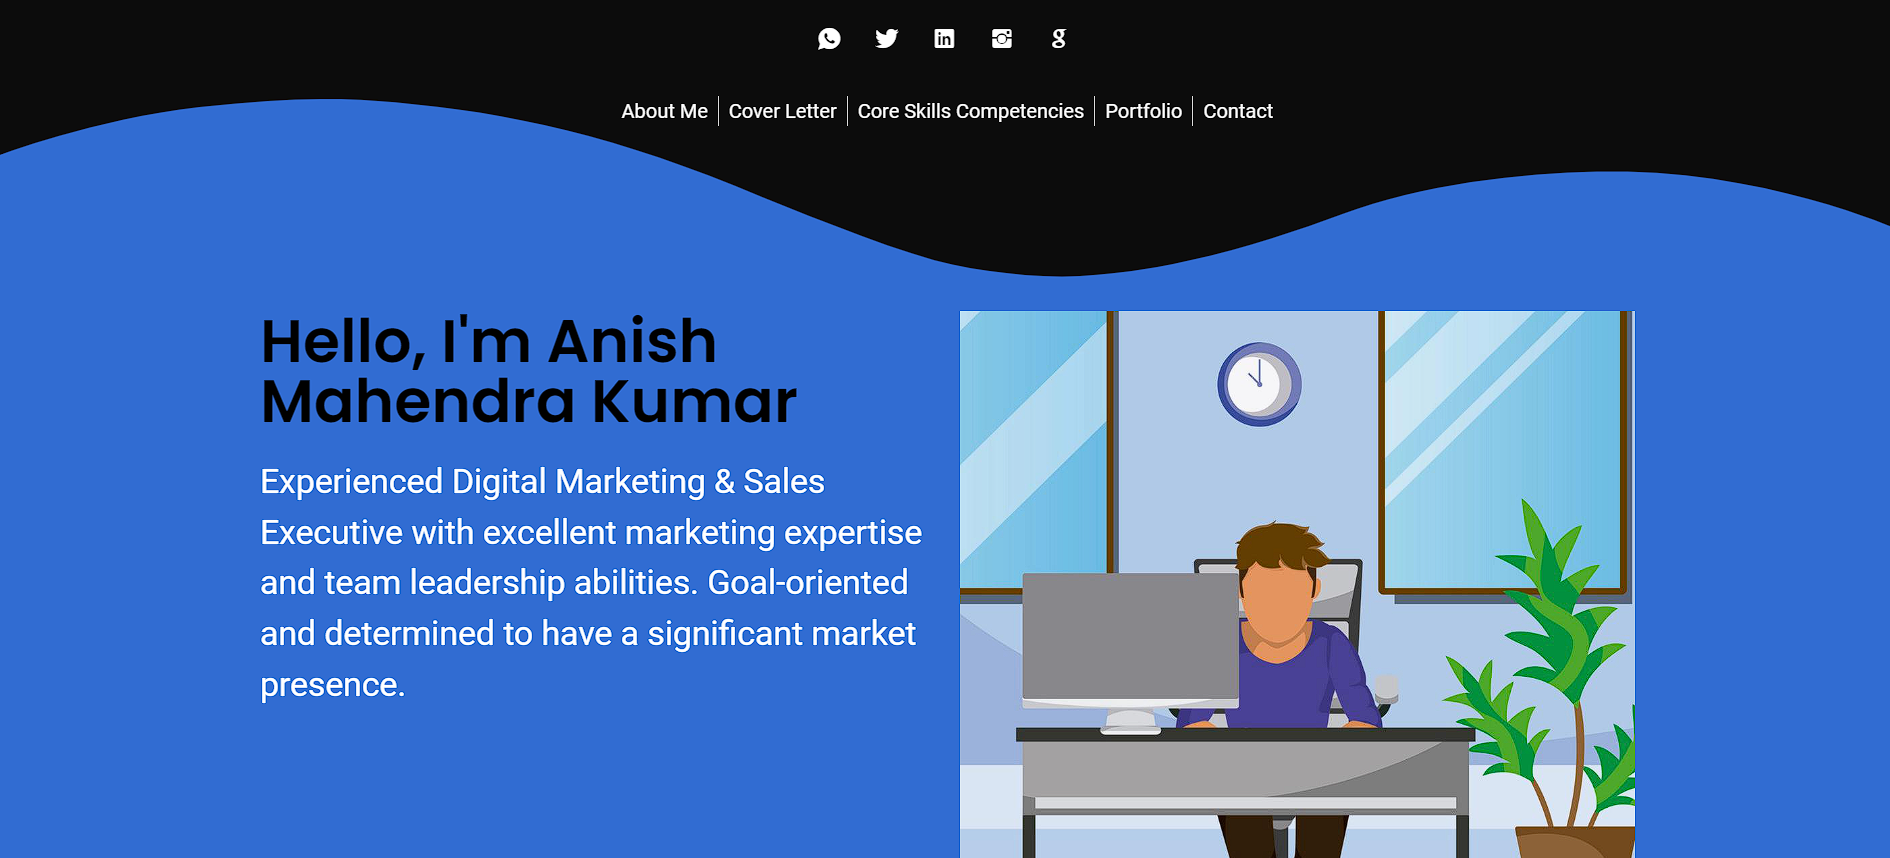 About Me
Cover Letter
Core Skills Competencies
Portfolio
Contact
Hello, I'm Anish
Mahendra Kumar
Experienced Digital Marketing & Sales
Executive with excellent marketing expertise
and team leadership abilities. Goal-oriented
and determined to have a significant market
presence.